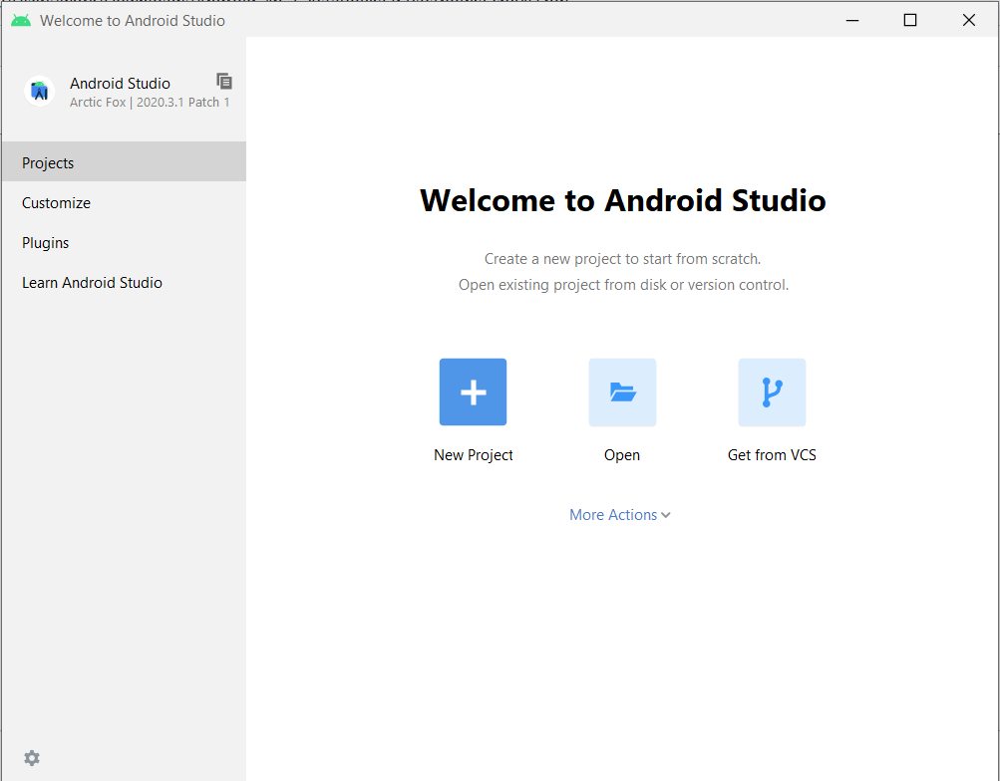 Welcome to Android Studio
Android Studio
Arctic Fox | 2020.3.1 Patch 1
Projects
Customize
Plugins
Learn Android Studio
Welcome to Android Studio
Create a new project to start from scratch.
Open existing project from disk or version control.
New Project
Open
Get from VCS
More Actions